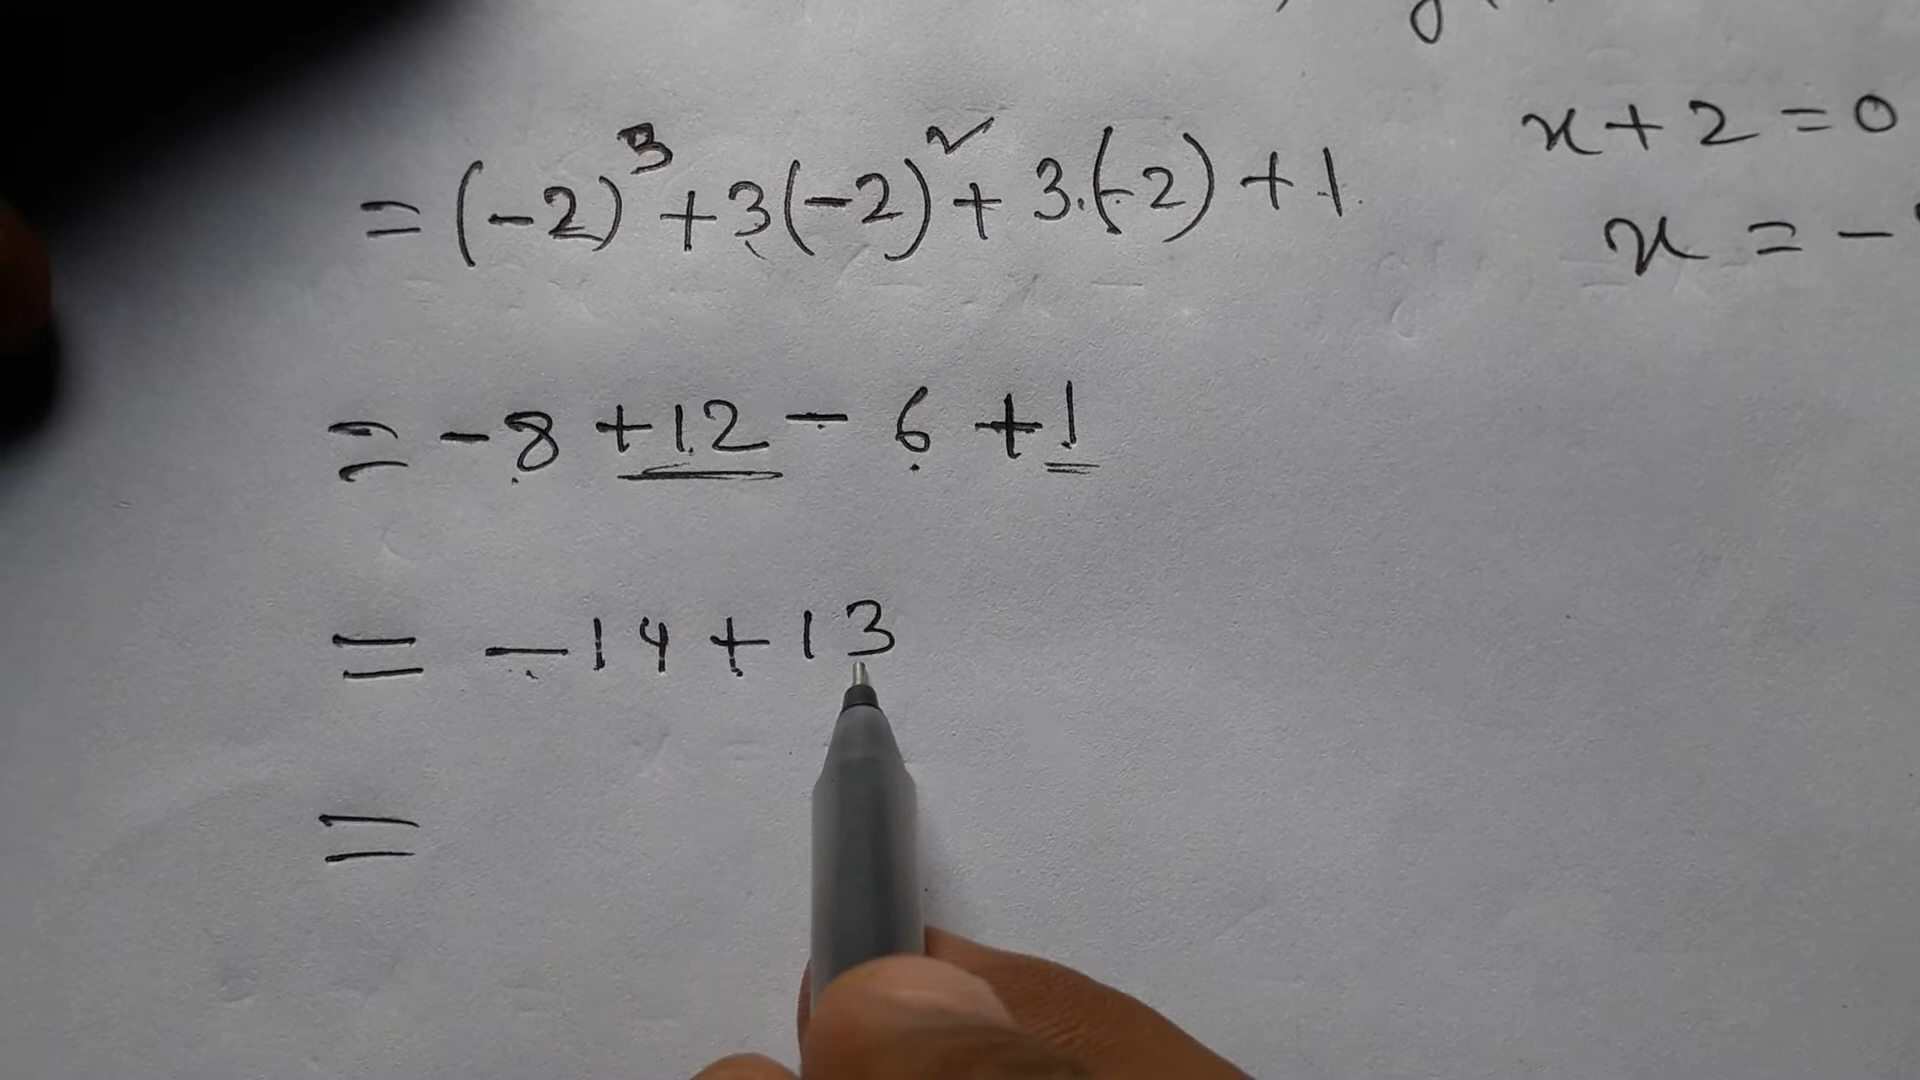 x + 2 = 0
= (-2)³ + 3(-2)² + 3.(-2) + 1
x = -
= -8 + 12 - 6 + 1
= -14 + 13
=